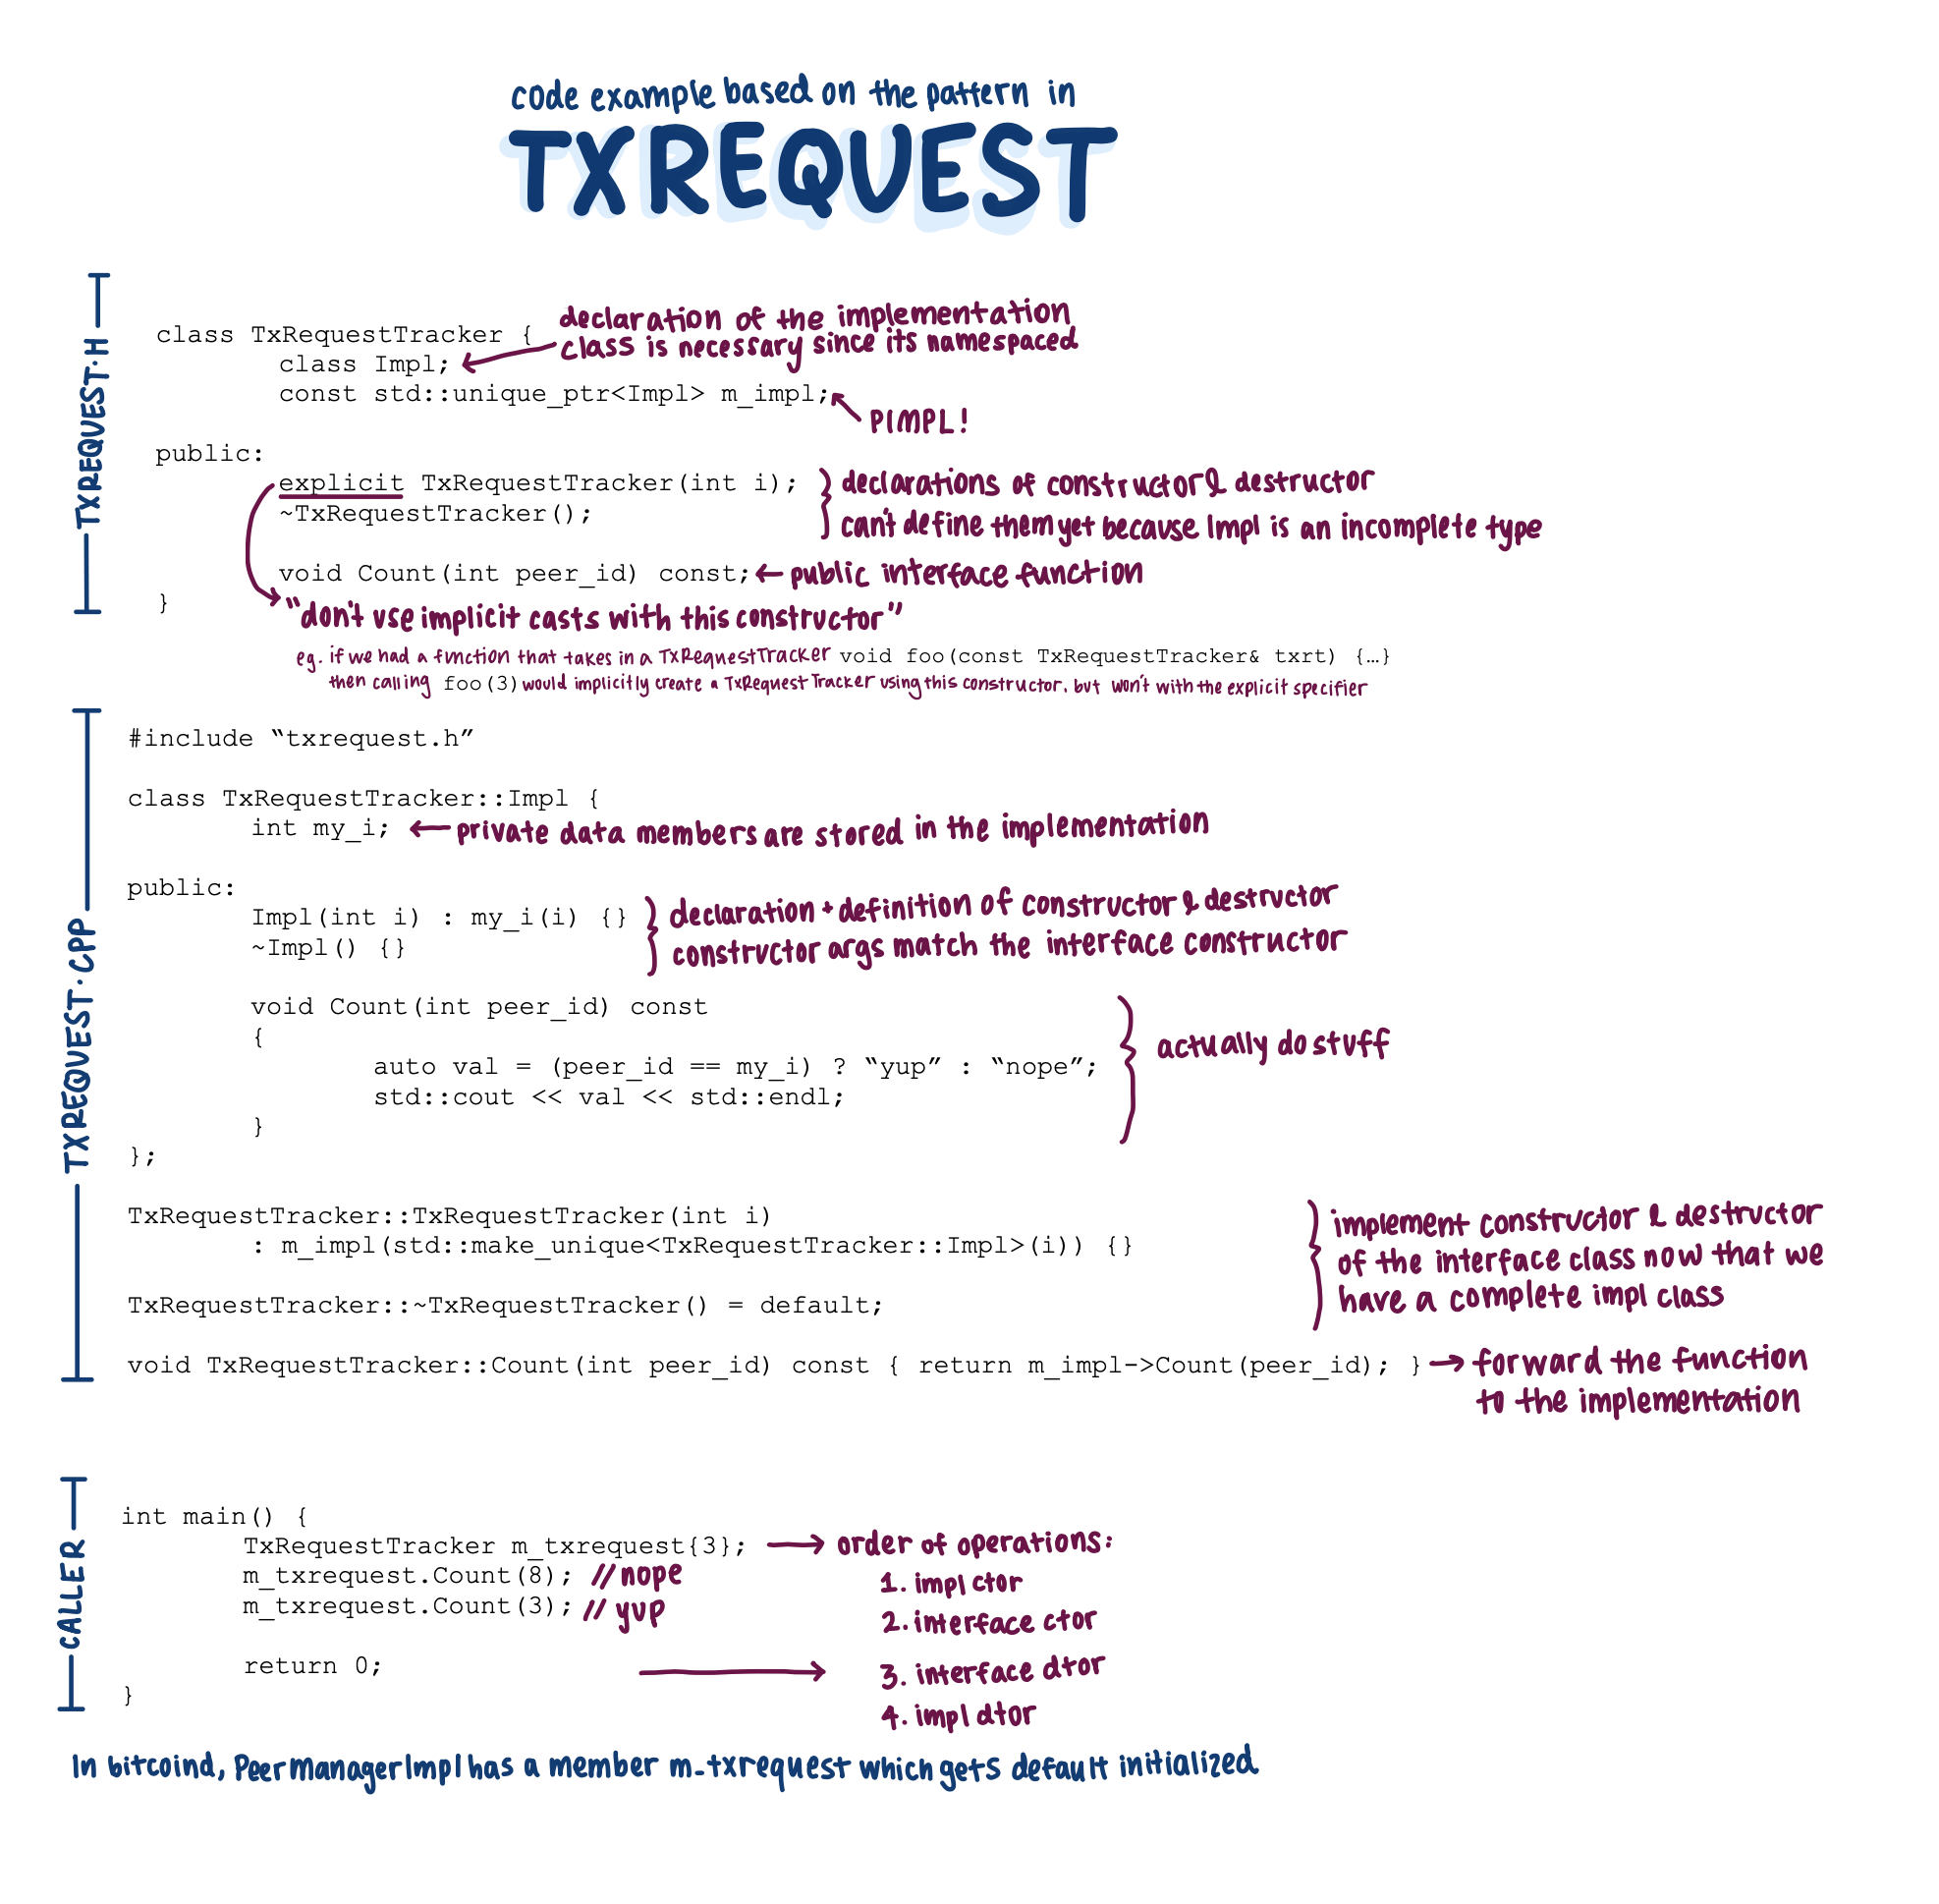 code example based on the pattern in
TXREQUEST
TXREQUEST.H
class TxRequestTracker {
declaration of the implementation
class is necessary since its namespaced
class Impl;
const std::unique_ptr<Impl> m_impl;
PIMPL!
public:
explicit TxRequestTracker(int i);
~TxRequestTracker();
declarations of constructor & destructor
can't define them yet because Impl is an incomplete type
void Count(int peer_id) const; public interface function
}
"don't use implicit casts with this constructor"
eg. if we had a function that takes in a TxRequestTracker void foo(const TxRequestTracker& txrt) {…}
then calling foo(3) would implicitly create a TxRequestTracker using this constructor. but won't with the explicit specifier
TXREQUEST.CPP
#include “txrequest.h”
class TxRequestTracker::Impl {
int my_i; private data members are stored in the implementation
public:
Impl(int i) : my_i(i) {}
~Impl() {}
declaration + definition of constructor & destructor
constructor args match the interface constructor
void Count(int peer_id) const
{
auto val = (peer_id == my_i) ? “yup” : “nope”;
std::cout << val << std::endl;
}
actually do stuff
};
TxRequestTracker::TxRequestTracker(int i)
: m_impl(std::make_unique<TxRequestTracker::Impl>(i)) {}
TxRequestTracker::~TxRequestTracker() = default;
implement constructor & destructor
of the interface class now that we
have a complete impl class
void TxRequestTracker::Count(int peer_id) const { return m_impl->Count(peer_id); }
forward the function
to the implementation
CALLER
int main() {
TxRequestTracker m_txrequest{3};
m_txrequest.Count(8); // nope
m_txrequest.Count(3); // yup
return 0;
}
order of operations:
1. impl ctor
2. interface ctor
3. interface dtor
4. impl dtor
In bitcoind, PeerManagerImpl has a member m_txrequest which gets default initialized